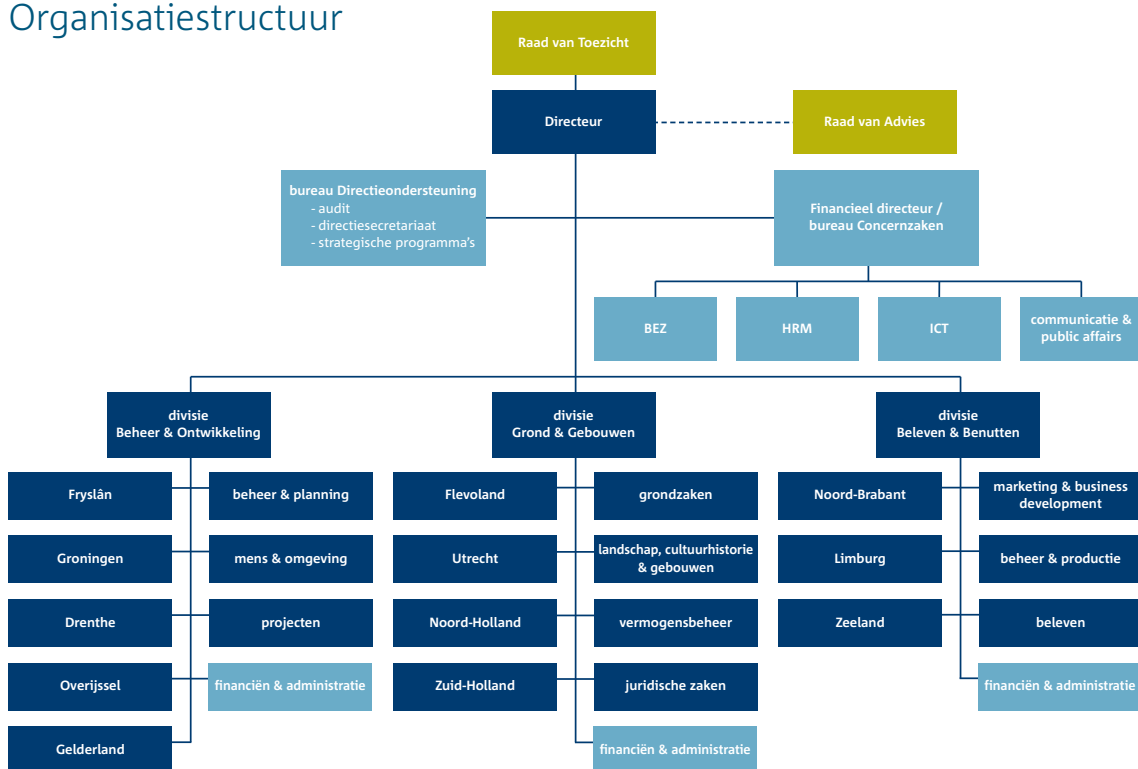 Organisatiestructuur
Raad van Toezicht
Directeur
Raad van Advies
bureau Directieondersteuning
- audit
- directiesecretariaat
- strategische programma's
Financieel directeur /
bureau Concernzaken
BEZ
HRM
ICT
communicatie &
public affairs
divisie
Beheer & Ontwikkeling
divisie
Grond & Gebouwen
divisie
Beleven & Benutten
Fryslân
beheer & planning
Groningen
mens & omgeving
Drenthe
projecten
Overijssel
financiën & administratie
Gelderland
Flevoland
grondzaken
Utrecht
landschap, cultuurhistorie
& gebouwen
Noord-Holland
vermogensbeheer
Zuid-Holland
juridische zaken
financiën & administratie
Noord-Brabant
marketing & business
development
Limburg
beheer & productie
Zeeland
beleven
financiën & administratie